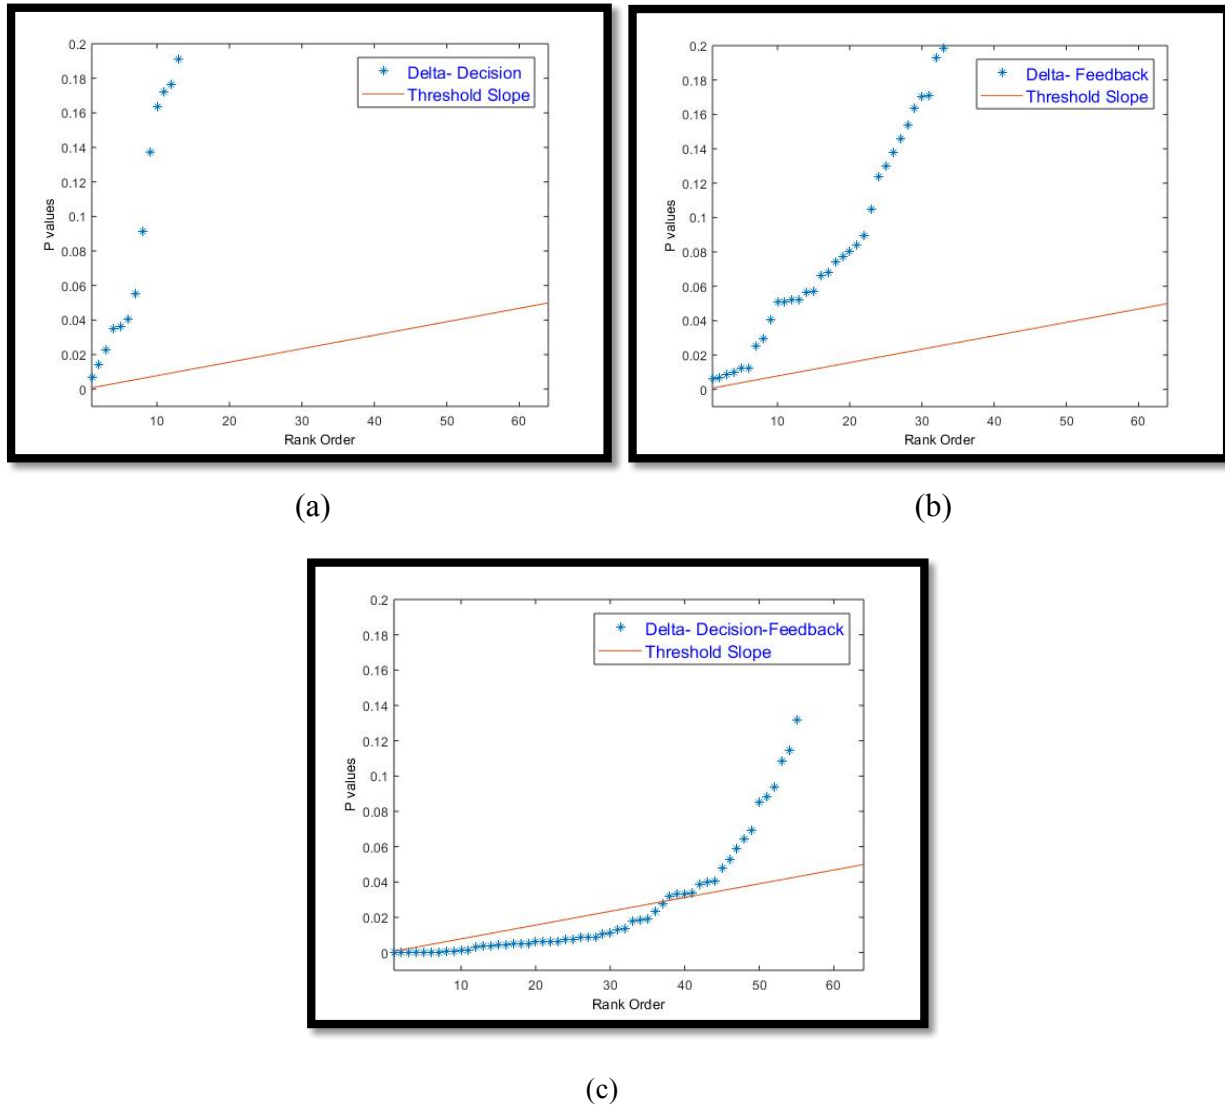 0.2
0.18
0.16
0.14
0.12
0.1
0.08
0.06
0.04
0.02
0
P values
10 20 30 40 50 60
Rank Order
Delta- Decision
Threshold Slope
(a)
0.2
0.18
0.16
0.14
0.12
0.1
0.08
0.06
0.04
0.02
0
P values
10 20 30 40 50 60
Rank Order
Delta- Feedback
Threshold Slope
(b)
0.2
0.18
0.16
0.14
0.12
0.1
0.08
0.06
0.04
0.02
0
P values
10 20 30 40 50 60
Rank Order
Delta- Decision-Feedback
Threshold Slope
(c)